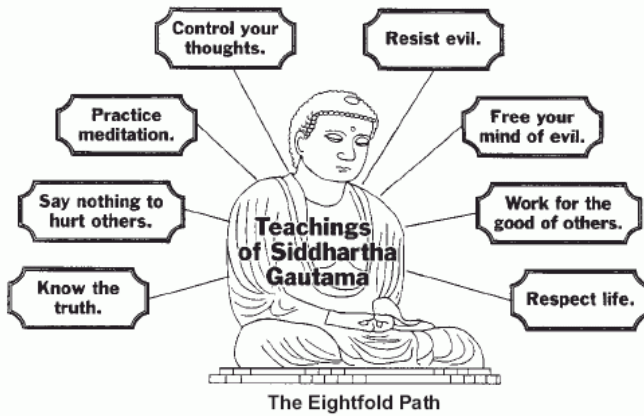 Control your
thoughts.
Resist evil.
Practice
meditation.
Free your
mind of evil.
Say nothing to
hurt others.
Work for the
good of others.
Teachings
of Siddhartha
Gautama
Know the
truth.
Respect life.
The Eightfold Path